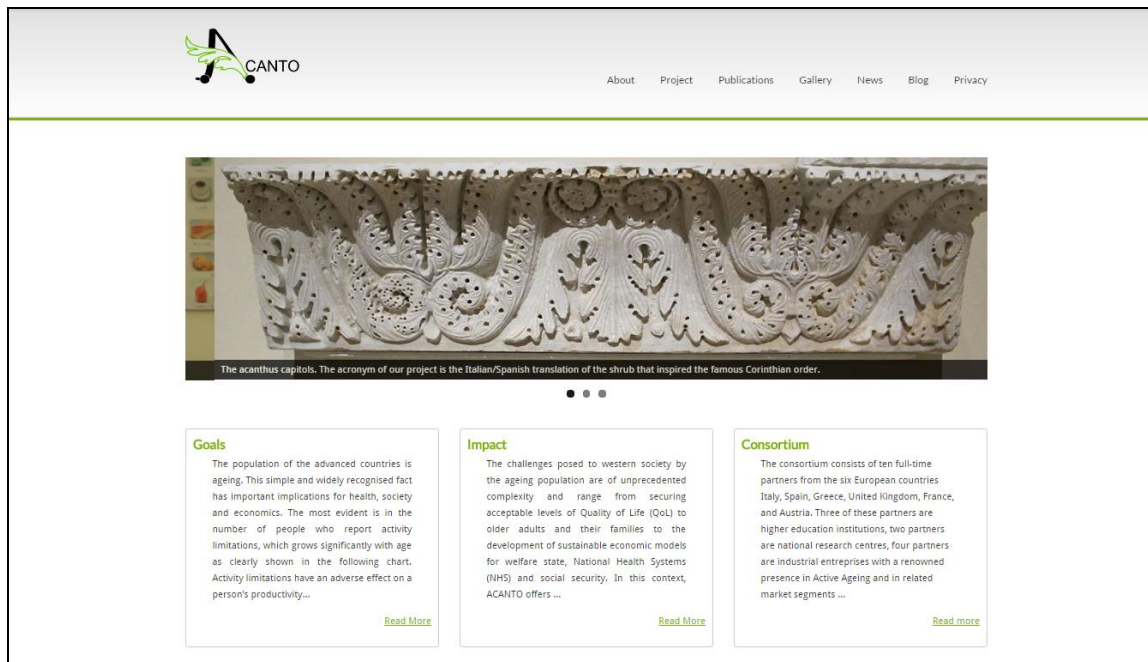 ACANTO
About Project Publications Gallery News Blog Privacy
The acanthus capitols. The acronym of our project is the Italian/Spanish translation of the shrub that inspired the famous Corinthian order.
Goals
The population of the advanced countries is
ageing. This simple and widely recognised fact
has important implications for health, society
and economics. The most evident is in the
number of people who report activity
limitations, which grows significantly with age
as clearly shown in the following chart.
Activity limitations have an adverse effect on a
person's productivity...
Read More
Impact
The challenges posed to western society by
the ageing population are of unprecedented
complexity and range from securing
acceptable levels of Quality of Life (QoL) to
older adults and their families to the
development of sustainable economic models
for welfare state, National Health Systems
(NHS) and social security. In this context,
ACANTO offers ...
Read More
Consortium
The consortium consists of ten full-time
partners from the six European countries
Italy, Spain, Greece, United Kingdom, France,
and Austria. Three of these partners are
higher education institutions, two partners
are national research centres, four partners
are industrial entreprises with a renowned
presence in Active Ageing and in related
market segments ...
Read more